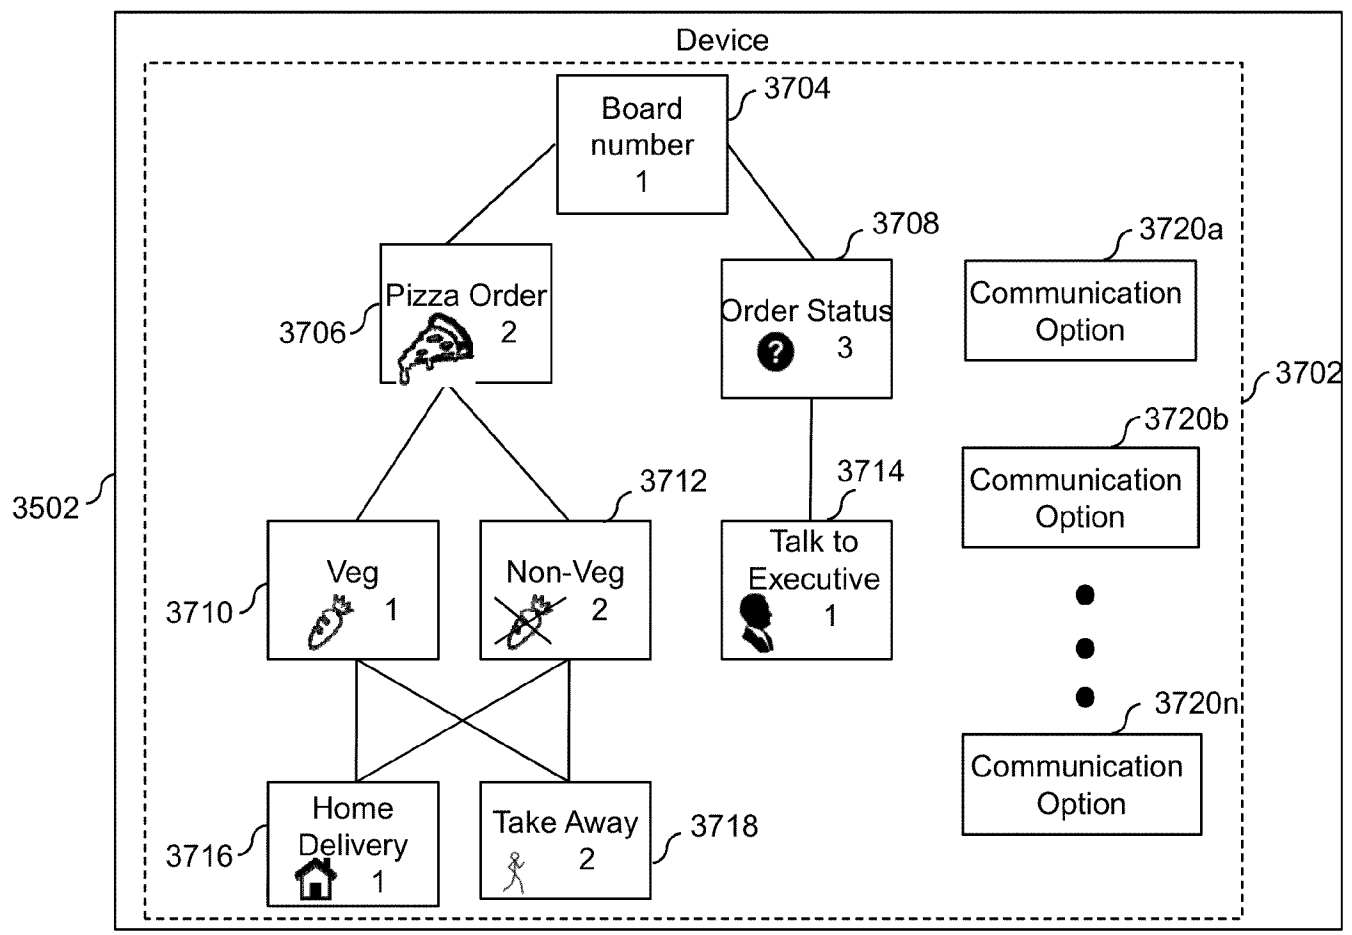 Device
3704
Board
number
1
3708
3720a
Pizza Order
2
3706
Order Status
?
3
Communication
Option
3702
3720b
Communication
Option
3502
3712
3714
Veg
1
3710
Non-Veg
2
Talk to
Executive
1
3720n
Communication
Option
Home
Delivery
1
3716
Take Away
2
3718